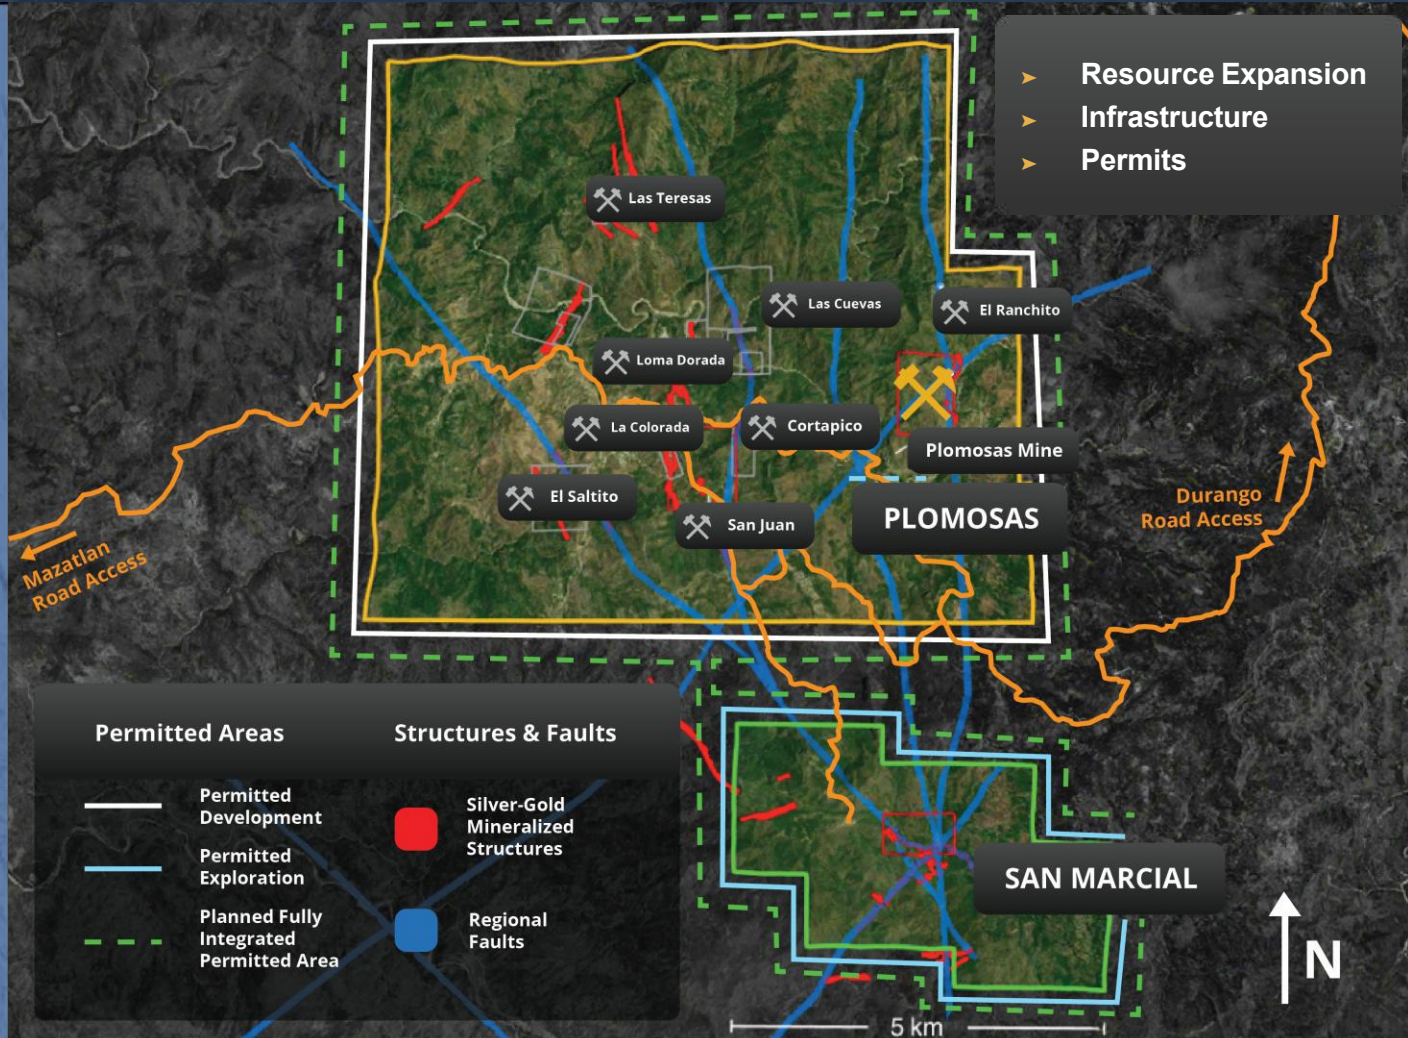 ➤ Resource Expansion
➤ Infrastructure
➤ Permits
Las Teresas
Las Cuevas
El Ranchito
Loma Dorada
La Colorada
Cortapico
Plomosas Mine
El Saltito
San Juan
PLOMOSAS
Durango
Road Access
Mazatlan
Road Access
Permitted Areas
Permitted
Development
Permitted
Exploration
Planned Fully
Integrated
Permitted Area
Structures & Faults
Silver-Gold
Mineralized
Structures
Regional
Faults
SAN MARCIAL
N
5 km